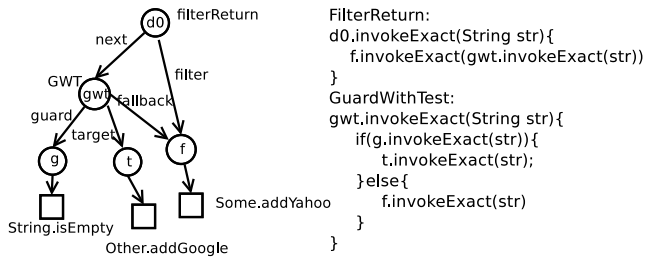 d0
filterReturn
next
filter
GWT
gwt
fallback
guard
target
g
t
f
String.isEmpty
Other.addGoogle
Some.addYahoo
FilterReturn:
d0.invokeExact(String str){
f.invokeExact(gwt.invokeExact(str))
}
GuardWithTest:
gwt.invokeExact(String str){
if(g.invokeExact(str)){
t.invokeExact(str);
}else{
f.invokeExact(str)
}
}